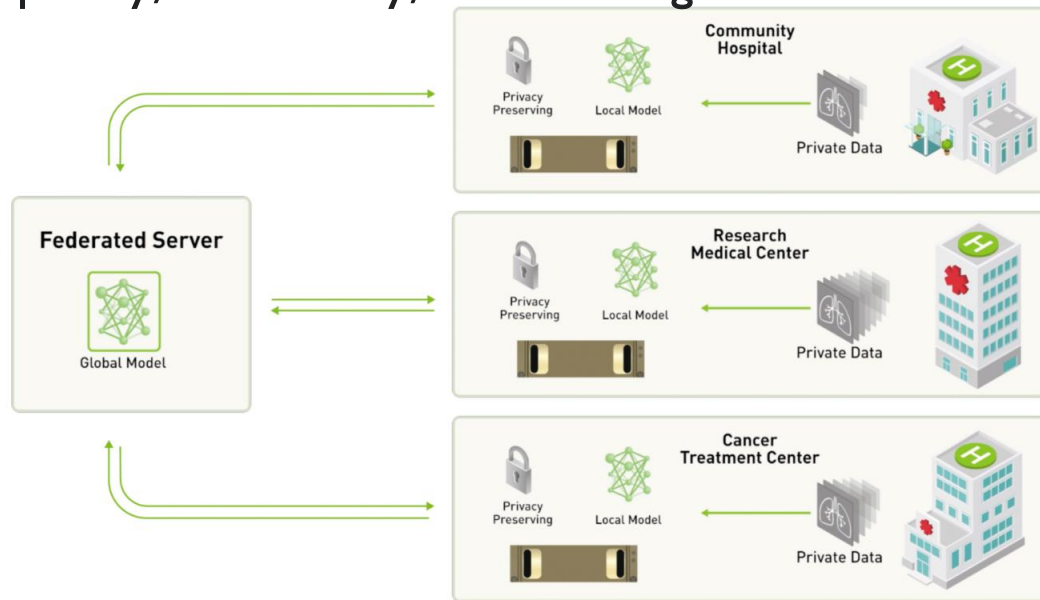 Community
Hospital
Privacy
Preserving
Local Model
Private Data
Federated Server
Global Model
Research
Medical Center
Privacy
Preserving
Local Model
Private Data
Cancer
Treatment Center
Privacy
Preserving
Local Model
Private Data
H
H
H